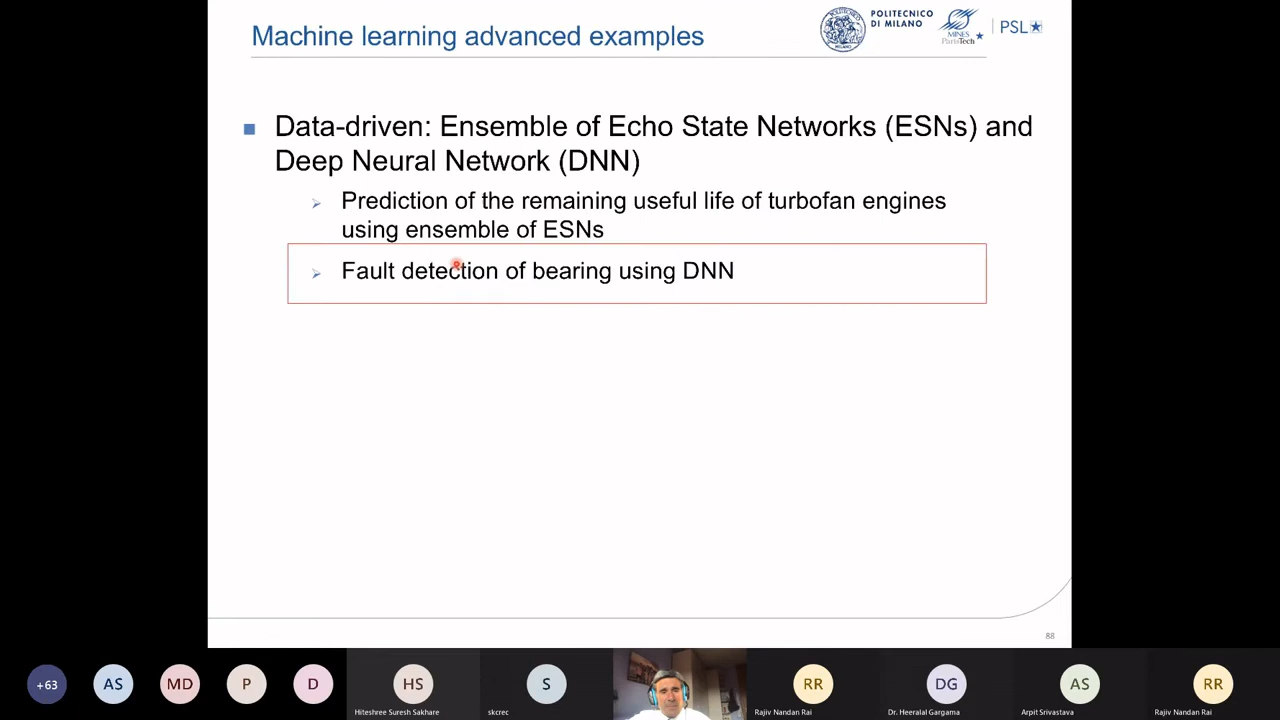 Machine learning advanced examples
POLITECNICO
DI MILANO
MINES
ParisTech
PSL
Data-driven: Ensemble of Echo State Networks (ESNs) and
Deep Neural Network (DNN)
Prediction of the remaining useful life of turbofan engines
using ensemble of ESNs
Fault detection of bearing using DNN
88
+63
AS
MD
P
D
HS
Hiteshree Suresh Sakhare
S
skcrec
RR
Rajiv Nandan Rai
DG
Dr. Heeralal Gargama
AS
Arpit Srivastava
RR
Rajiv Nandan Rai